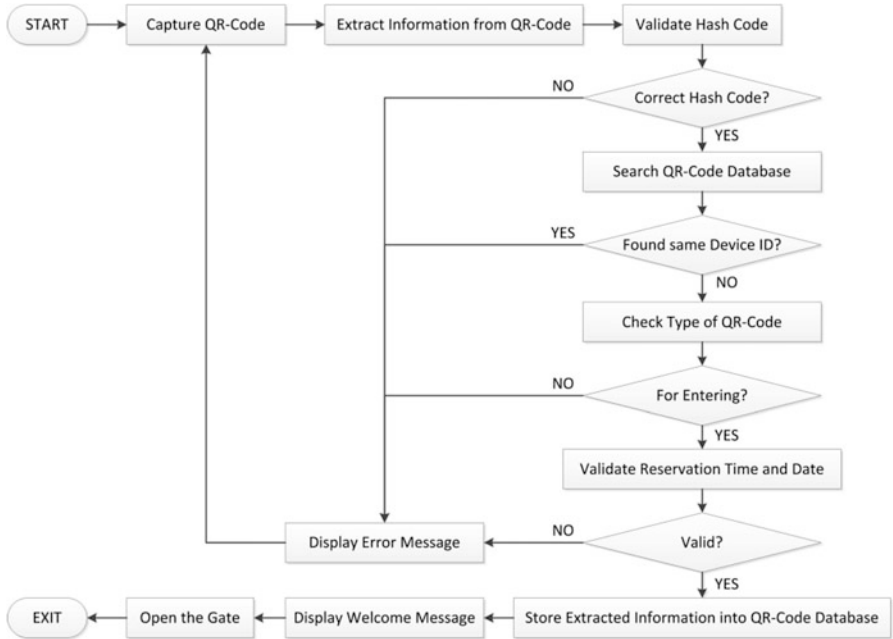 START
Capture QR-Code
Extract Information from QR-Code
Validate Hash Code
NO
Correct Hash Code?
YES
Search QR-Code Database
YES
Found same Device ID?
NO
Check Type of QR-Code
NO
For Entering?
YES
Validate Reservation Time and Date
Display Error Message
NO
Valid?
YES
EXIT
Open the Gate
Display Welcome Message
Store Extracted Information into QR-Code Database